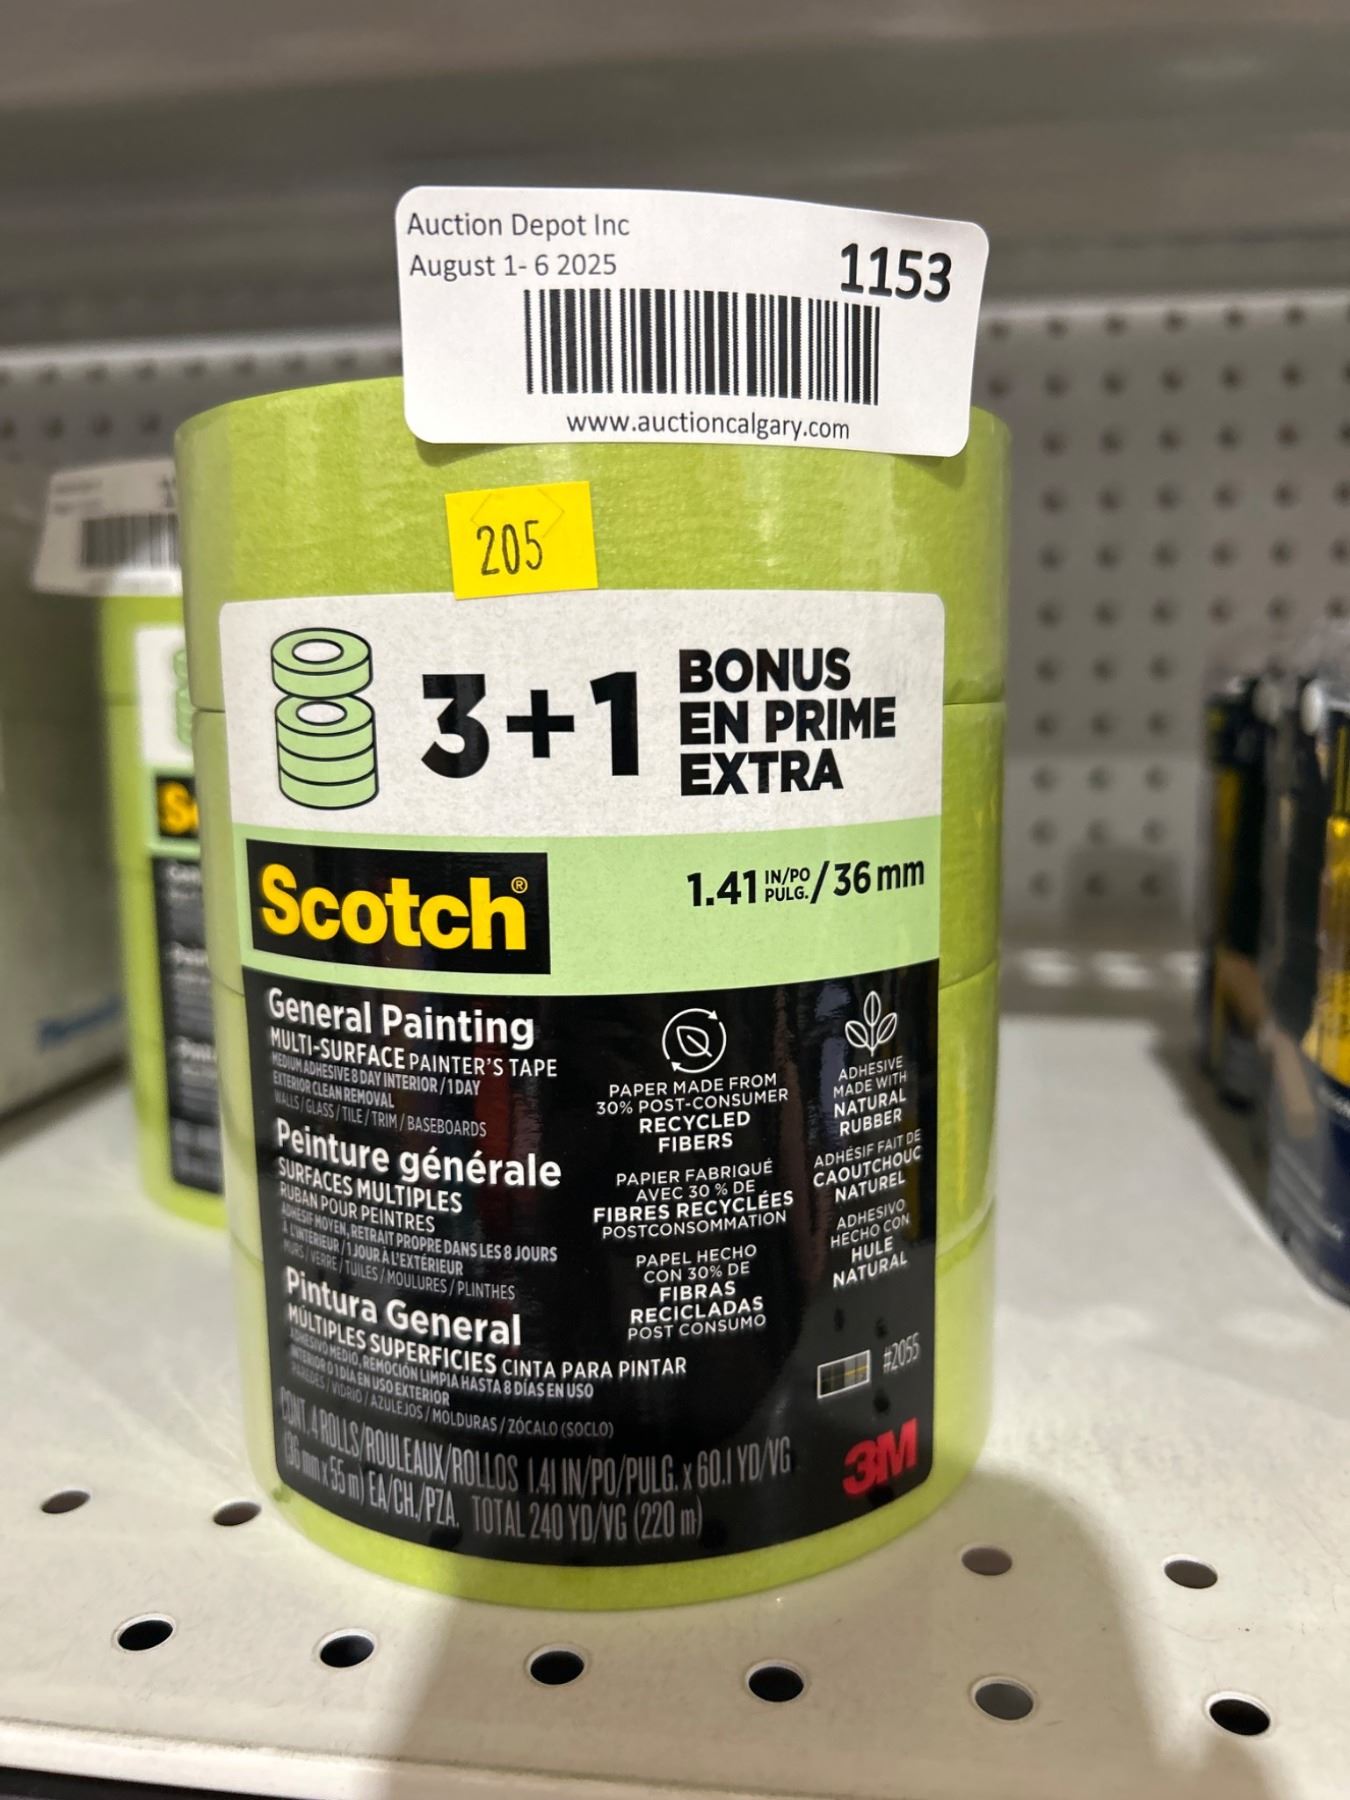 Auction Depot Inc
August 1- 6 2025
1153
www.auctioncalgary.com
205
3+1
BONUS
EN PRIME
EXTRA
Scotch®
1.41 IN/PO PULG. / 36 mm
General Painting
MULTI-SURFACE PAINTER'S TAPE
MEDIUM ADHESIVE 8 DAY INTERIOR / 1 DAY
EXTERIOR CLEAN REMOVAL
WALLS / GLASS / TILE / TRIM / BASEBOARDS
Peinture générale
SURFACES MULTIPLES
RUBAN POUR PEINTRES
ADHÉSIF MOYEN, RETRAIT PROPRE DANS LES 8 JOURS
À L'INTÉRIEUR / 1 JOUR À L'EXTÉRIEUR
MURS / VERRE / TUILES / MOULURES / PLINTHES
Pintura General
MÚLTIPLES SUPERFICIES CINTA PARA PINTAR
ADHESIVO MEDIO, REMOCIÓN LIMPIA HASTA 8 DÍAS EN USO
INTERIOR O 1 DÍA EN USO EXTERIOR
PAREDES / VIDRIO / AZULEJOS / MOLDURAS / ZÓCALO (SOCLO)
PAPER MADE FROM
30% POST-CONSUMER
RECYCLED
FIBERS
PAPIER FABRIQUÉ
AVEC 30 % DE
FIBRES RECYCLÉES
POSTCONSOMMATION
PAPEL HECHO
CON 30% DE
FIBRAS
RECICLADAS
POST CONSUMO
ADHESIVE
MADE WITH
NATURAL
RUBBER
ADHÉSIF FAIT DE
CAOUTCHOUC
NATUREL
ADHESIVO
HECHO CON
HULE
NATURAL
#2055
CONT. 4 ROLLS/ROULEAUX/ROLLOS 1.41 IN/PO/PULG. x 60.1 YD/VG
(36 mm x 55 m) EA/CH./PZA. TOTAL 240 YD/VG (220 m)
3M